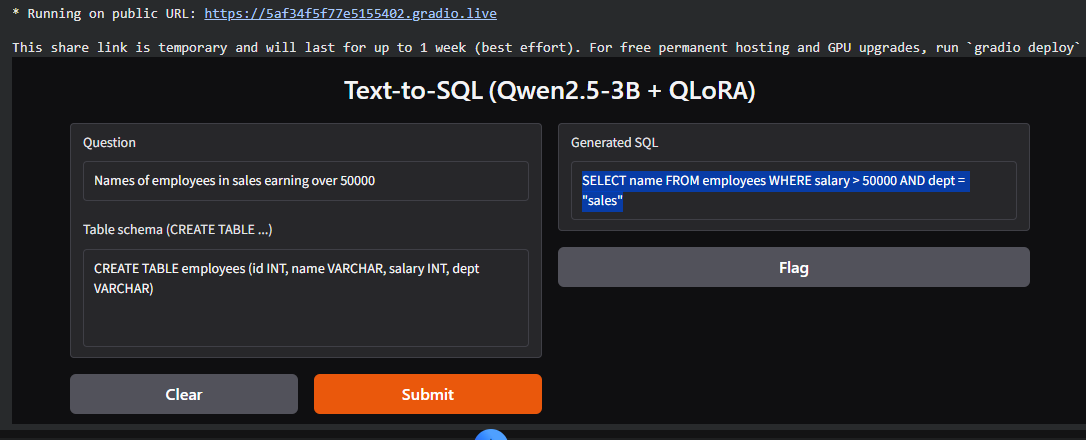 * Running on public URL: https://5af34f5f77e5155402.gradio.live
This share link is temporary and will last for up to 1 week (best effort). For free permanent hosting and GPU upgrades, run `gradio deploy`
Text-to-SQL (Qwen2.5-3B + QLoRA)
Question
Names of employees in sales earning over 50000
Table schema (CREATE TABLE ...)
CREATE TABLE employees (id INT, name VARCHAR, salary INT, dept
VARCHAR)
Clear
Submit
Generated SQL
SELECT name FROM employees WHERE salary > 50000 AND dept =
"sales"
Flag